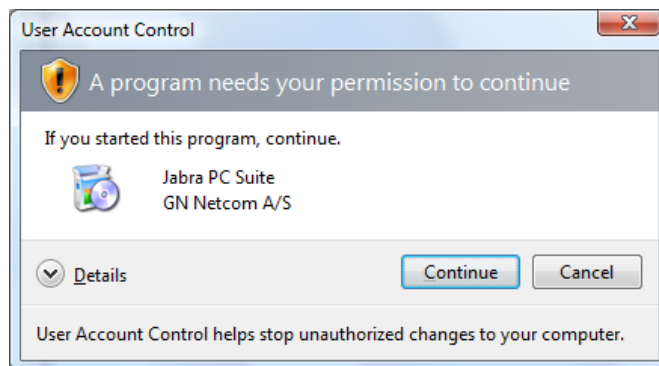 User Account Control
A program needs your permission to continue
If you started this program, continue.
Jabra PC Suite
GN Netcom A/S
Details
Continue
Cancel
User Account Control helps stop unauthorized changes to your computer.